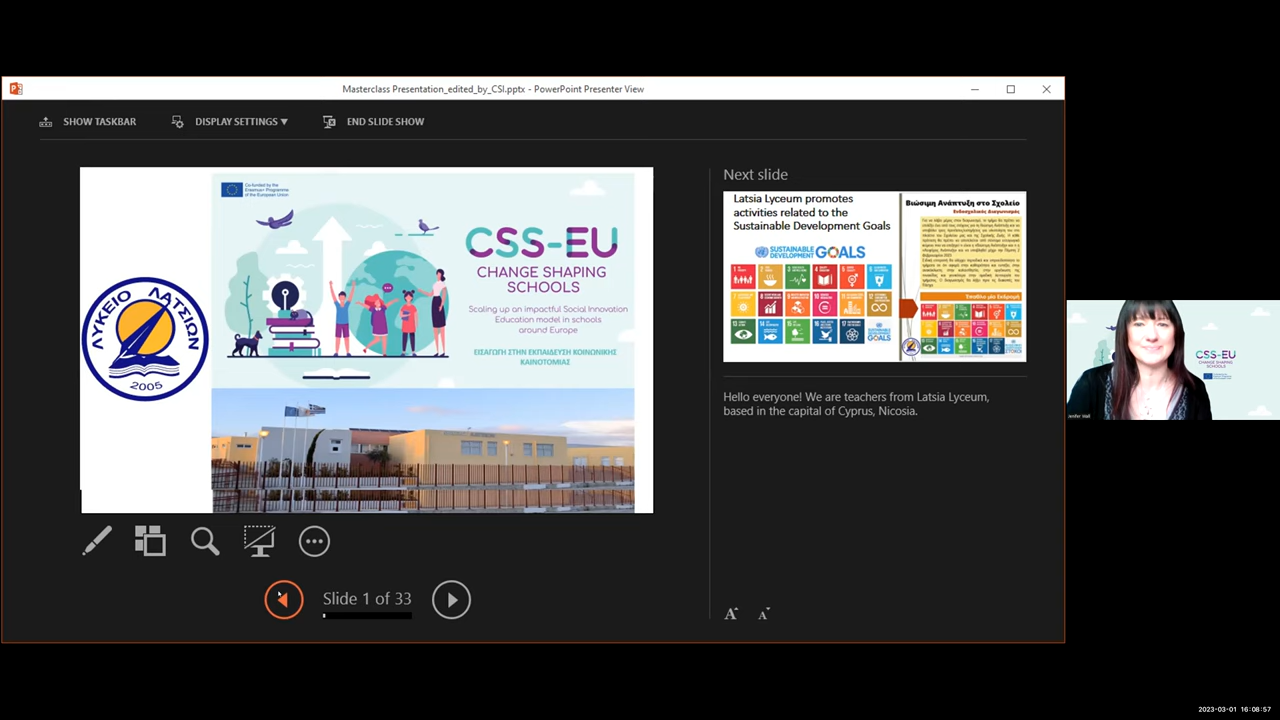 Masterclass Presentation_edited_by_CSI.pptx - PowerPoint Presenter View
SHOW TASKBAR
DISPLAY SETTINGS ▼
END SLIDE SHOW
Co-funded by the
Erasmus+ Programme
of the European Union
CSS-EU
CHANGE SHAPING
SCHOOLS
Scaling up an impactful Social Innovation
Education model in schools
around Europe
ΕΙΣΑΓΩΓΗ ΣΤΗΝ ΕΚΠΑΙΔΕΥΣΗ ΚΟΙΝΩΝΙΚΗΣ
ΚΑΙΝΟΤΟΜΙΑΣ
ΛΥΚΕΙΟ ΛΑΤΣΙΩΝ
2005
Slide 1 of 33
Next slide
Latsia Lyceum promotes
activities related to the
Sustainable Development Goals
SUSTAINABLE
DEVELOPMENT
GOALS
Βιώσιμη Ανάπτυξη στο Σχολείο
Ενδοσχολικός Διαγωνισμός
Hello everyone! We are teachers from Latsia Lyceum,
based in the capital of Cyprus, Nicosia.
A A
CSS-EU
CHANGE SHAPING
SCHOOLS
2023-03-01 16:08:57